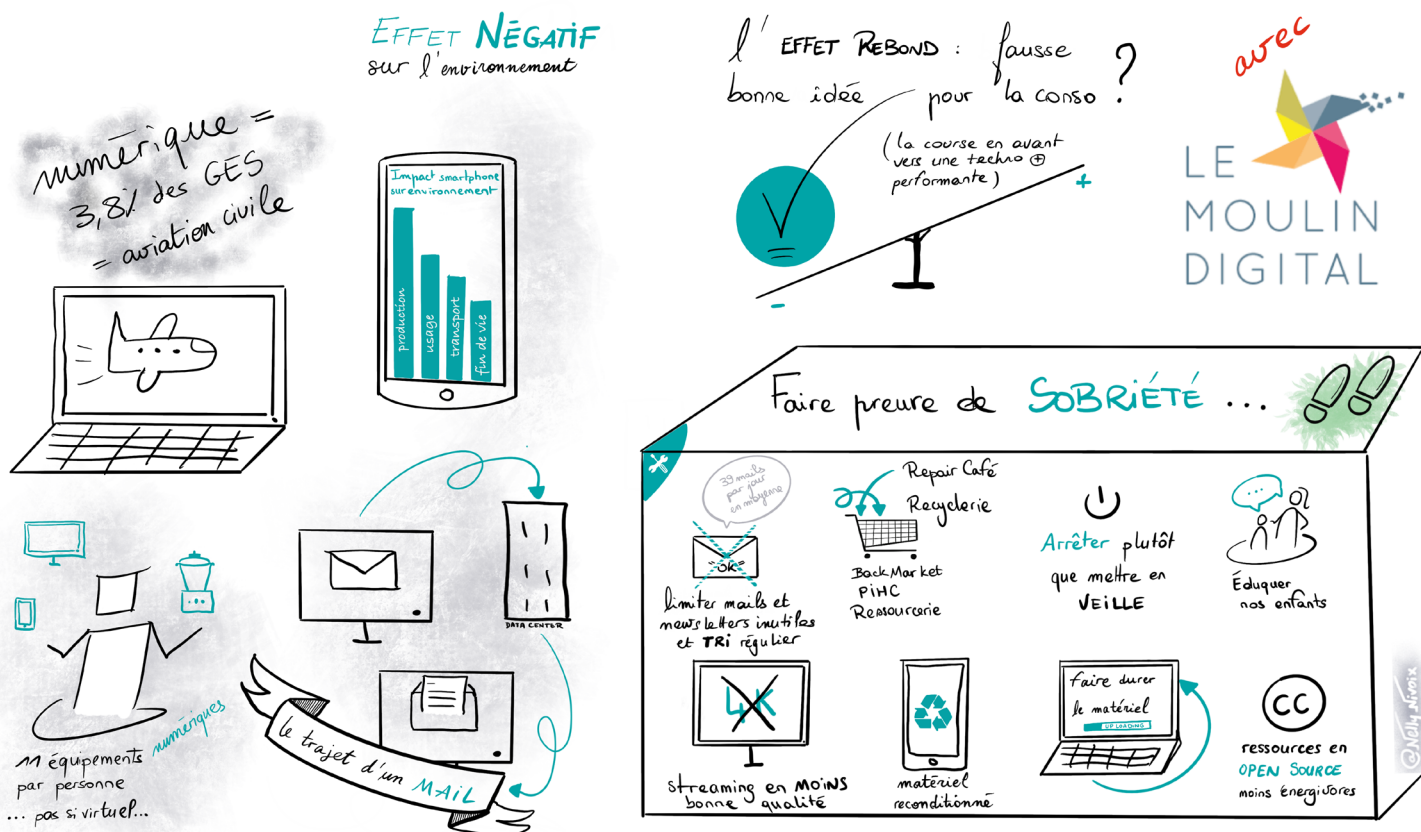 EFFET NÉGATIF
sur l'environnement
numérique =
3,8% des GES
= aviation civile
Impact smartphone
sur environnement
production
usage
transport
Fin de vie
11 équipements
numériques
par personne
... pas si virtuel...
DATA CENTER
le trajet d'un MAIL
l'EFFET REBOND : fausse
bonne idée pour la conso ?
(la course en avant
vers une techno +
performante)
+
-
avec
LE
MOULIN
DIGITAL
Faire preuve de SOBRIÉTÉ ...
39 mails
par jour
en moyenne
"OK"
limiter mails et
newsletters inutiles
et TRI régulier
Repair Café
Recyclerie
BackMarket
PiHC
Ressourcerie
Arrêter plutôt
que mettre en
VEILLE
...
Éduquer
nos enfants
4K
streaming en MOINS
bonne qualité
matériel
reconditionné
faire durer
le matériel
UPLOADING
CC
ressources en
OPEN SOURCE
moins énergivores
@Nelly Nivoix